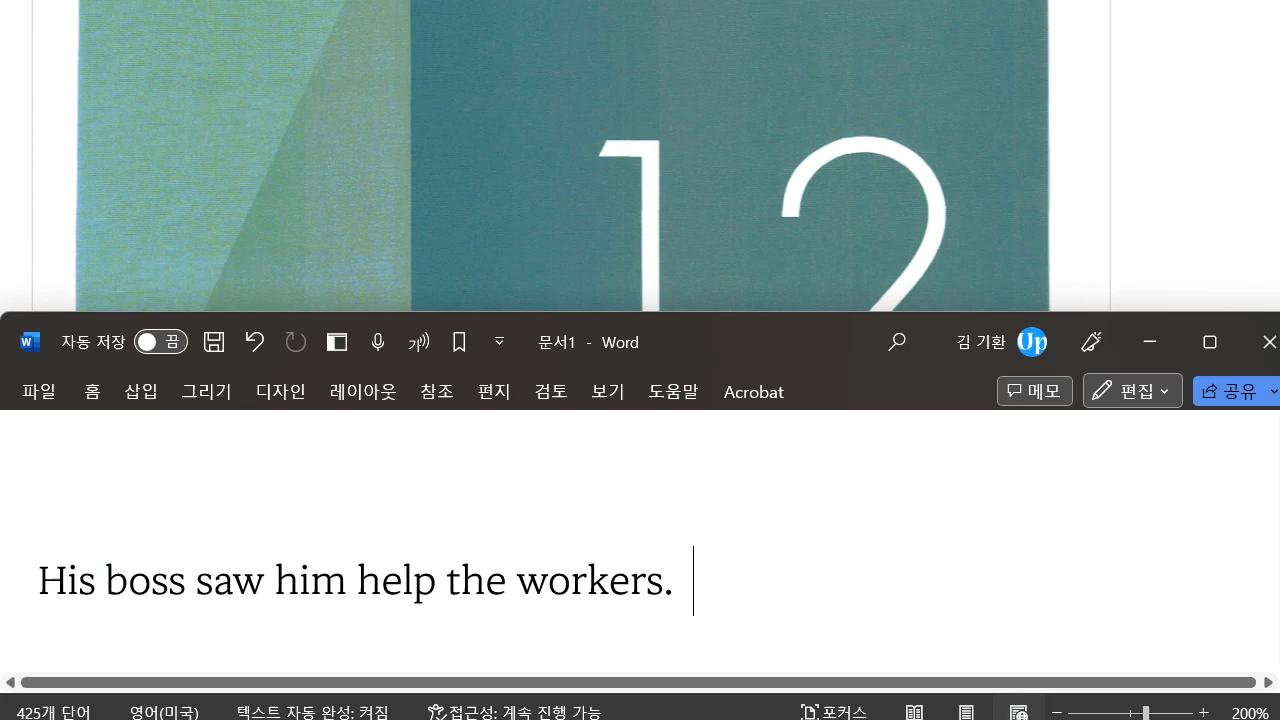 12
자동 저장 끔 가 문서1 - Word 김 기환 Up
파일 홈 삽입 그리기 디자인 레이아웃 참조 편지 검토 보기 도움말 Acrobat 메모 편집 공유
His boss saw him help the workers.
425개 단어 영어(미국) 텍스트 자동 완성: 켜짐 접근성: 계속 진행 가능 포커스 200%